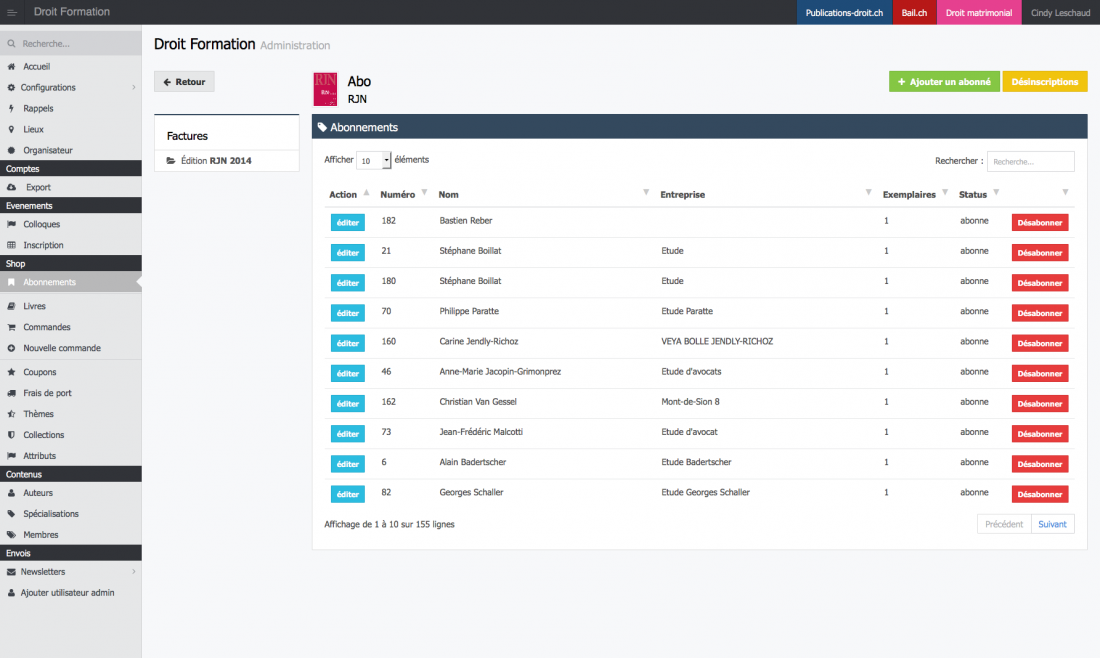 Droit Formation
Publications-droit.ch
Bail.ch
Droit matrimonial
Cindy Leschaud
Recherche...
Accueil
Configurations
Rappels
Lieux
Organisateur
Comptes
Export
Evenements
Colloques
Inscription
Shop
Abonnements
Livres
Commandes
Nouvelle commande
Coupons
Frais de port
Thèmes
Collections
Attributs
Contenus
Auteurs
Spécialisations
Membres
Envois
Newsletters
Ajouter utilisateur admin
Droit Formation Administration
Retour
Factures
Édition RJN 2014
RJN
Abo
RJN
Ajouter un abonné
Désinscriptions
Abonnements
Afficher 10 éléments
Rechercher : Recherche...
Action Numéro Nom Entreprise Exemplaires Status
éditer 182 Bastien Reber 1 abonne Désabonner
éditer 21 Stéphane Boillat Etude 1 abonne Désabonner
éditer 180 Stéphane Boillat Etude 1 abonne Désabonner
éditer 70 Philippe Paratte Etude Paratte 1 abonne Désabonner
éditer 160 Carine Jendly-Richoz VEYA BOLLE JENDLY-RICHOZ 1 abonne Désabonner
éditer 46 Anne-Marie Jacopin-Grimonprez Etude d'avocats 1 abonne Désabonner
éditer 162 Christian Van Gessel Mont-de-Sion 8 1 abonne Désabonner
éditer 73 Jean-Frédéric Malcotti Etude d'avocat 1 abonne Désabonner
éditer 6 Alain Badertscher Etude Badertscher 1 abonne Désabonner
éditer 82 Georges Schaller Etude Georges Schaller 1 abonne Désabonner
Affichage de 1 à 10 sur 155 lignes
Précédent Suivant